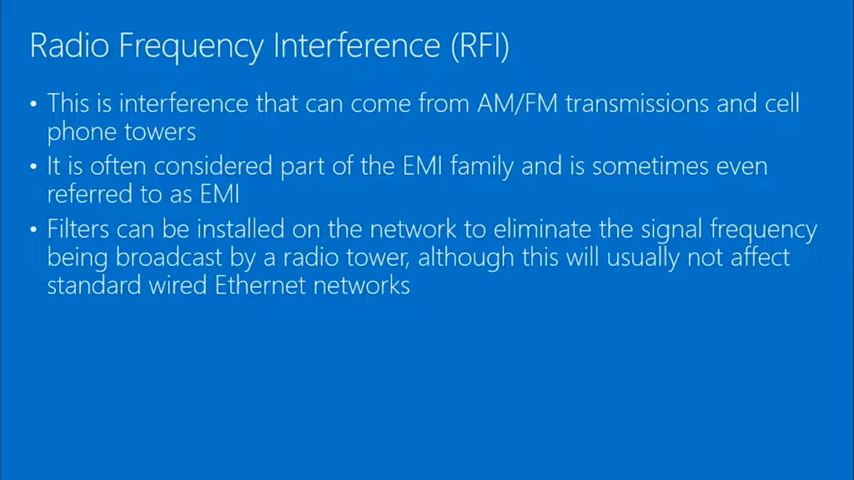 Radio Frequency Interference (RFI)
• This is interference that can come from AM/FM transmissions and cell
phone towers
• It is often considered part of the EMI family and is sometimes even
referred to as EMI
• Filters can be installed on the network to eliminate the signal frequency
being broadcast by a radio tower, although this will usually not affect
standard wired Ethernet networks